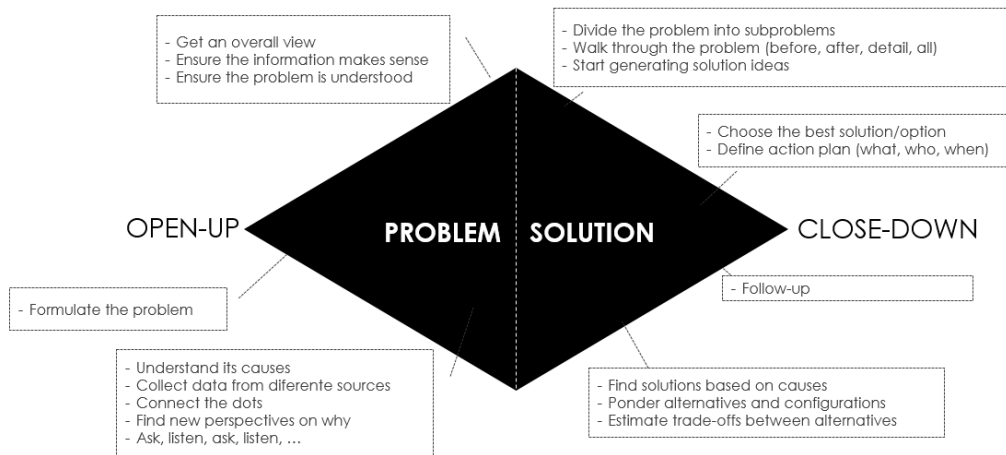 - Get an overall view
- Ensure the information makes sense
- Ensure the problem is understood
- Divide the problem into subproblems
- Walk through the problem (before, after, detail, all)
- Start generating solution ideas
- Choose the best solution/option
- Define action plan (what, who, when)
OPEN-UP
PROBLEM
SOLUTION
CLOSE-DOWN
- Formulate the problem
- Follow-up
- Understand its causes
- Collect data from diferente sources
- Connect the dots
- Find new perspectives on why
- Ask, listen, ask, listen, ...
- Find solutions based on causes
- Ponder alternatives and configurations
- Estimate trade-offs between alternatives